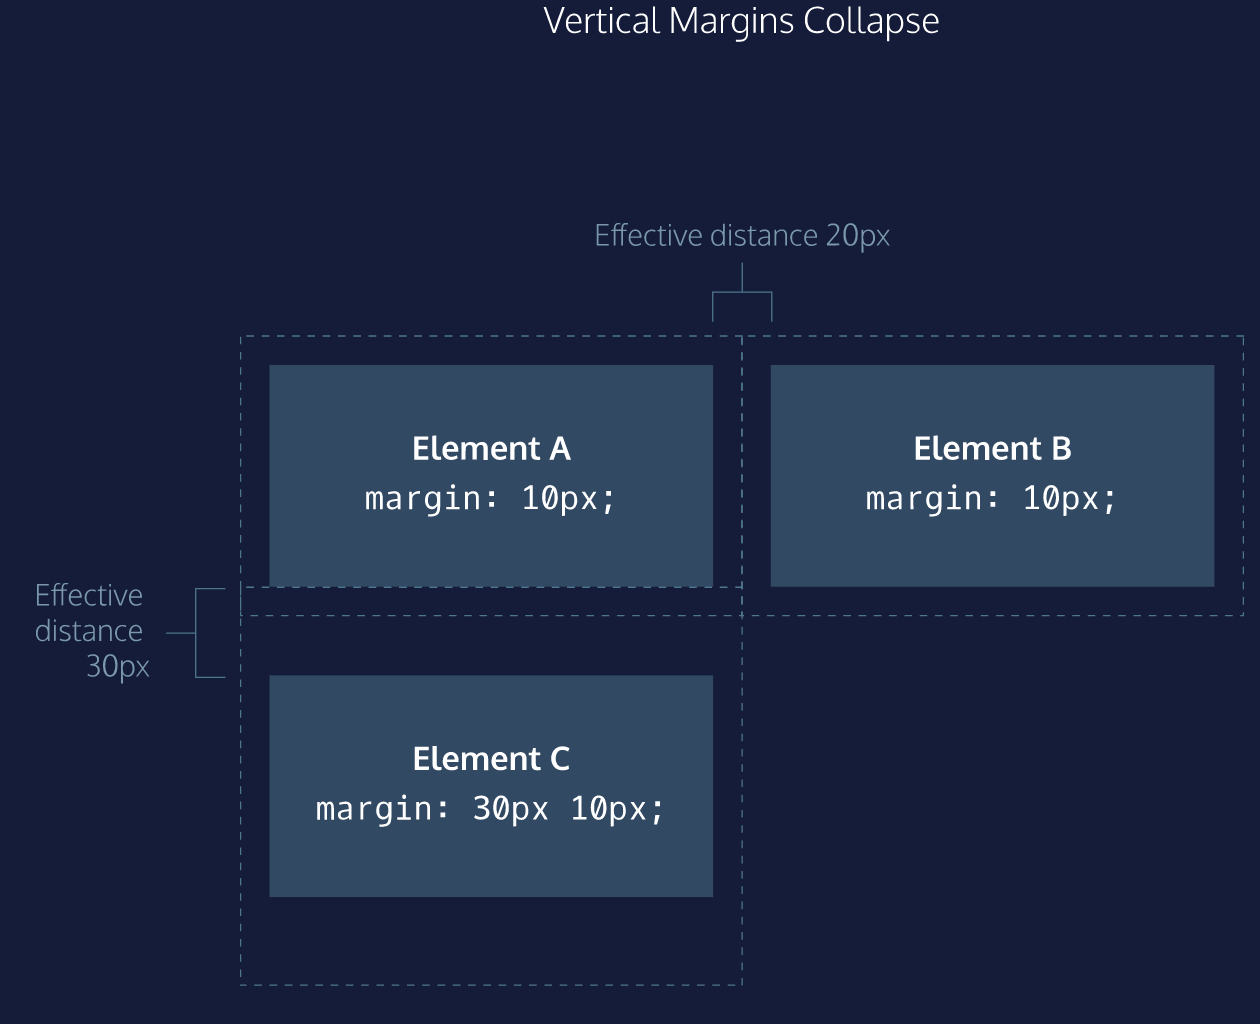 Vertical Margins Collapse
Effective distance 20px
Element A
margin: 10px;
Element B
margin: 10px;
Effective
distance
30px
Element C
margin: 30px 10px;